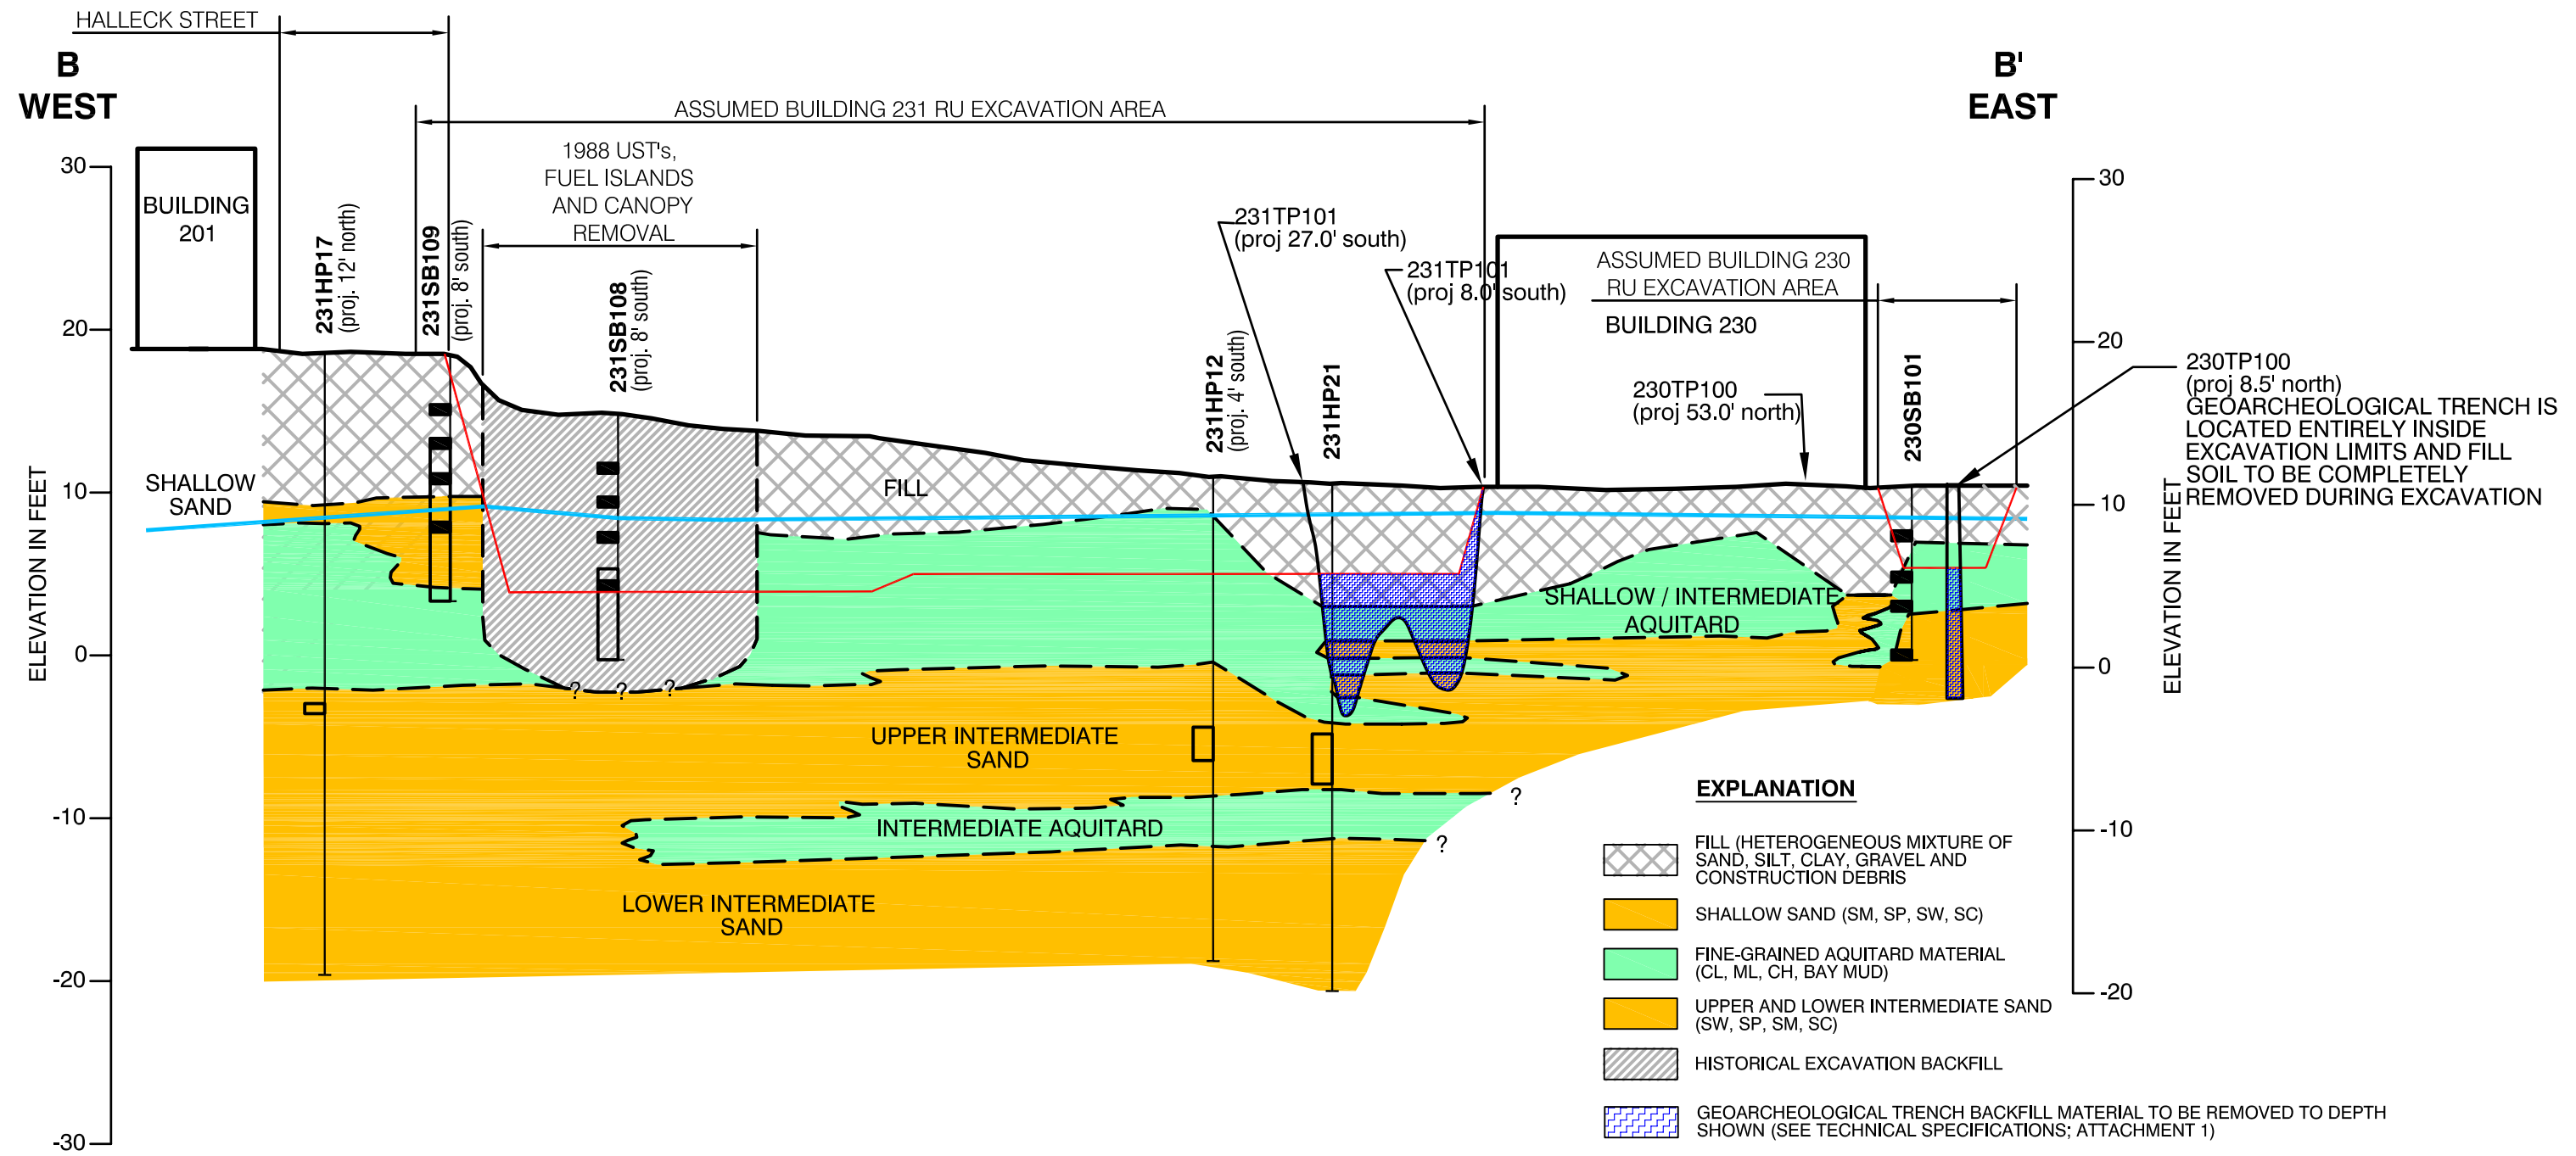 HALLECK STREET
B
WEST
B'
EAST
ASSUMED BUILDING 231 RU EXCAVATION AREA
1988 UST's,
FUEL ISLANDS
AND CANOPY
REMOVAL
BUILDING
201
231HP17
(proj. 12' north)
231SB109
(proj. 8' south)
231SB108
(proj. 8' south)
231TP101
(proj 27.0' south)
231TP101
(proj 8.0' south)
231HP12
(proj. 4' south)
231HP21
ASSUMED BUILDING 230
RU EXCAVATION AREA
BUILDING 230
230TP100
(proj 53.0' north)
230SB101
230TP100
(proj 8.5' north)
GEOARCHEOLOGICAL TRENCH IS
LOCATED ENTIRELY INSIDE
EXCAVATION LIMITS AND FILL
SOIL TO BE COMPLETELY
REMOVED DURING EXCAVATION
ELEVATION IN FEET
30
20
10
0
-10
-20
-30
ELEVATION IN FEET
30
20
10
0
-10
-20
SHALLOW
SAND
FILL
SHALLOW / INTERMEDIATE
AQUITARD
? ? ?
UPPER INTERMEDIATE
SAND
INTERMEDIATE AQUITARD
?
?
LOWER INTERMEDIATE
SAND
EXPLANATION
FILL (HETEROGENEOUS MIXTURE OF
SAND, SILT, CLAY, GRAVEL AND
CONSTRUCTION DEBRIS
SHALLOW SAND (SM, SP, SW, SC)
FINE-GRAINED AQUITARD MATERIAL
(CL, ML, CH, BAY MUD)
UPPER AND LOWER INTERMEDIATE SAND
(SW, SP, SM, SC)
HISTORICAL EXCAVATION BACKFILL
GEOARCHEOLOGICAL TRENCH BACKFILL MATERIAL TO BE REMOVED TO DEPTH
SHOWN (SEE TECHNICAL SPECIFICATIONS; ATTACHMENT 1)